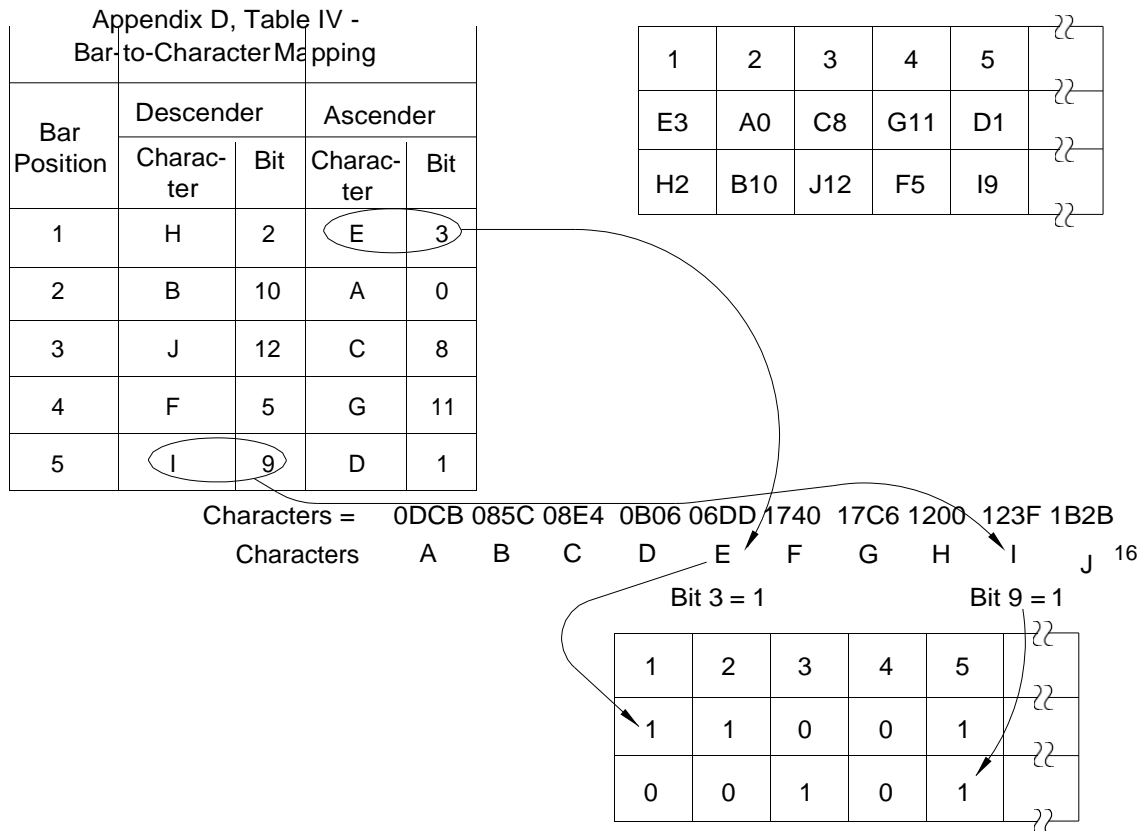 Appendix D, Table IV -
Bar-to-Character Mapping
Bar Position Descender Ascender
Charac-ter Bit Charac-ter Bit
1 H 2 E 3
2 B 10 A 0
3 J 12 C 8
4 F 5 G 11
5 I 9 D 1
1 2 3 4 5
E3 A0 C8 G11 D1
H2 B10 J12 F5 I9
Characters = 0DCB 085C 08E4 0B06 06DD 1740 17C6 1200 123F 1B2B
Characters A B C D E F G H I J 16
Bit 3 = 1 Bit 9 = 1
1 2 3 4 5
1 1 0 0 1
0 0 1 0 1